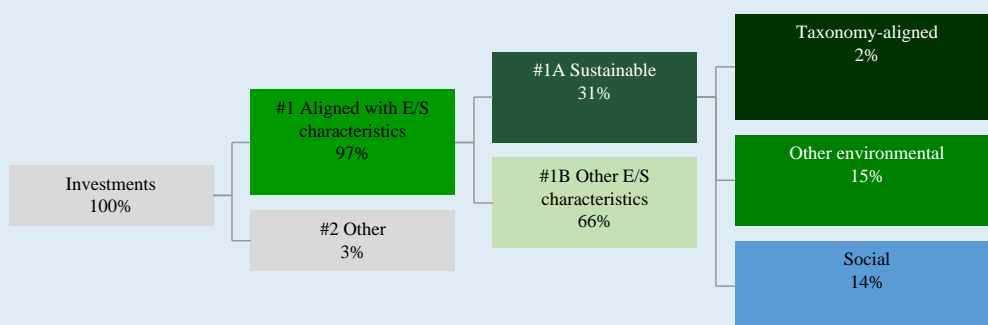 Investments
100%
#1 Aligned with E/S
characteristics
97%
#2 Other
3%
#1A Sustainable
31%
#1B Other E/S
characteristics
66%
Taxonomy-aligned
2%
Other environmental
15%
Social
14%